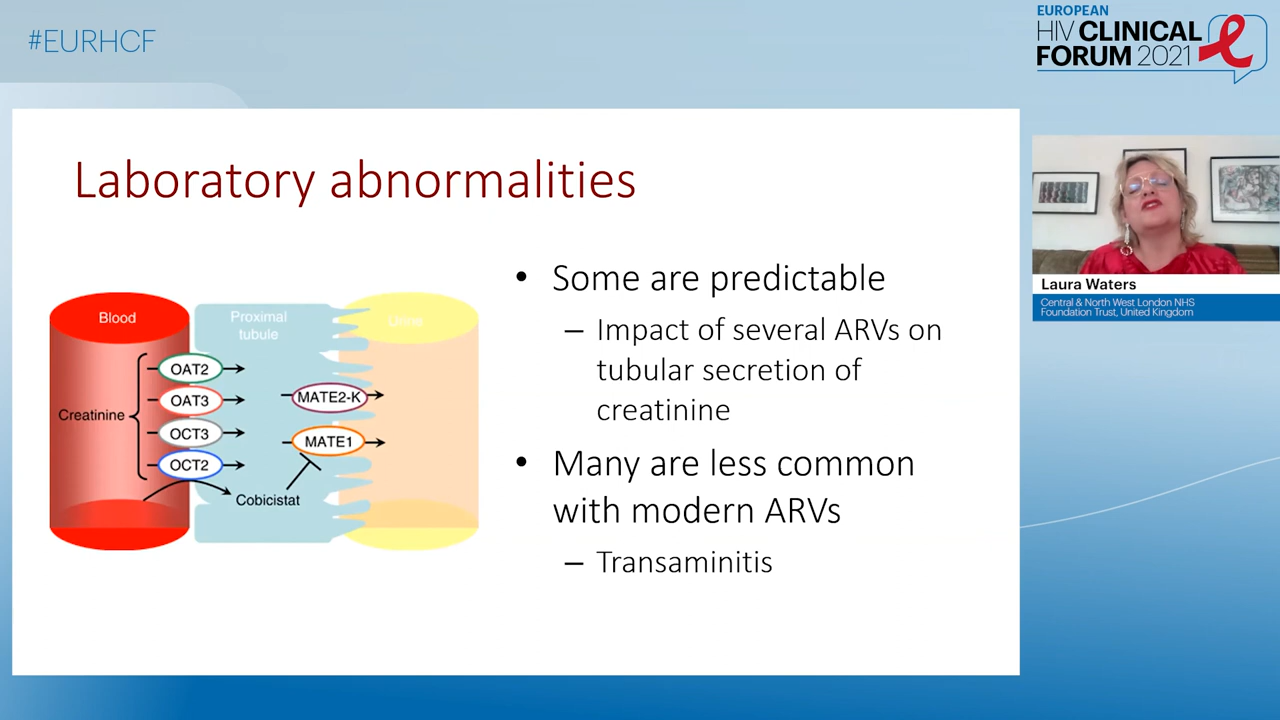 #EURHCF
EUROPEAN
HIV CLINICAL
FORUM 2021
Laboratory abnormalities
Blood
Proximal
tubule
Urine
OAT2
OAT3
Creatinine
OCT3
OCT2
MATE2-K
MATE1
Cobicistat
• Some are predictable
– Impact of several ARVs on
tubular secretion of
creatinine
• Many are less common
with modern ARVs
– Transaminitis
Laura Waters
Central & North West London NHS
Foundation Trust, United Kingdom